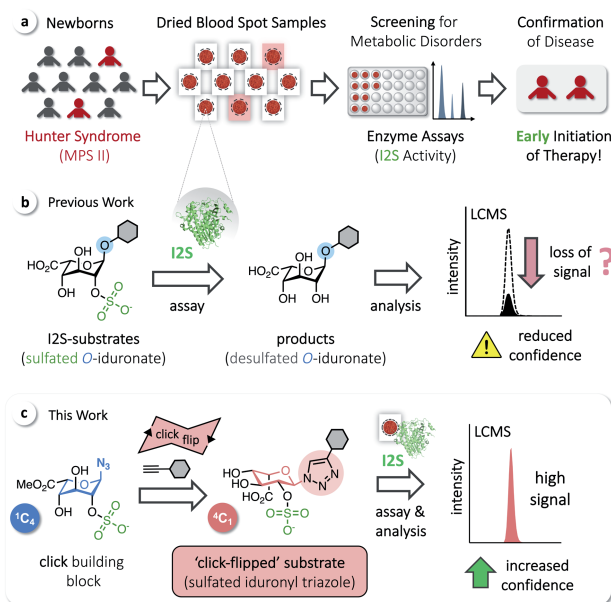 a
Newborns
Dried Blood Spot Samples
Screening for
Metabolic Disorders
Confirmation
of Disease
Hunter Syndrome
(MPS II)
Enzyme Assays
(I2S Activity)
Early Initiation
of Therapy!
b
Previous Work
I2S
OH
O
O
HO₂C
OH
O
O
S
O
O⁻
assay
OH
O
O
HO₂C
OH
OH
analysis
LCMS
intensity
loss of
signal
?
!
reduced
confidence
I2S-substrates
(sulfated O-iduronate)
products
(desulfated O-iduronate)
c
This Work
click
flip
OH
N₃
O
MeO₂C
OH
O
O
S
O
O⁻
¹C₄
click building
block
HO
HO
O
HO₂C
O
N
N
N
O
S
O
O⁻
⁴C₁
'click-flipped' substrate
(sulfated iduronyl triazole)
I2S
assay &
analysis
LCMS
intensity
high
signal
increased
confidence